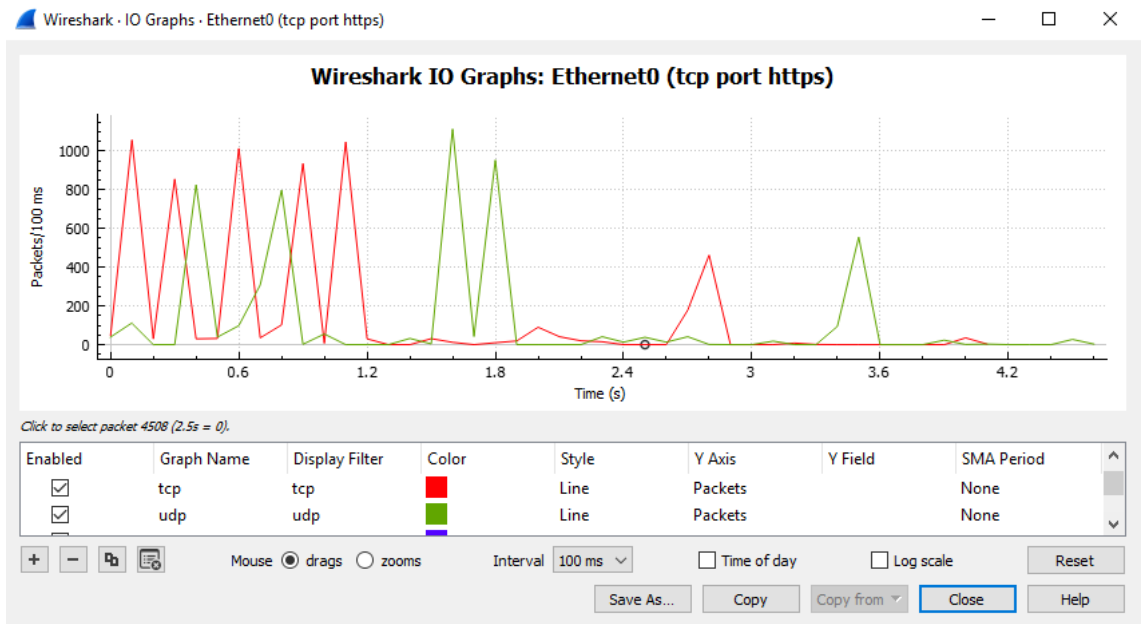 Wireshark · IO Graphs · Ethernet0 (tcp port https)
Wireshark IO Graphs: Ethernet0 (tcp port https)
Packets/100 ms
1000
800
600
400
200
0
0 0.6 1.2 1.8 2.4 3 3.6 4.2
Time (s)
Click to select packet 4508 (2.5s = 0).
Enabled Graph Name Display Filter Color Style Y Axis Y Field SMA Period
tcp tcp Line Packets None
udp udp Line Packets None
+ − Mouse drags zooms Interval 100 ms Time of day Log scale Reset
Save As... Copy Copy from Close Help